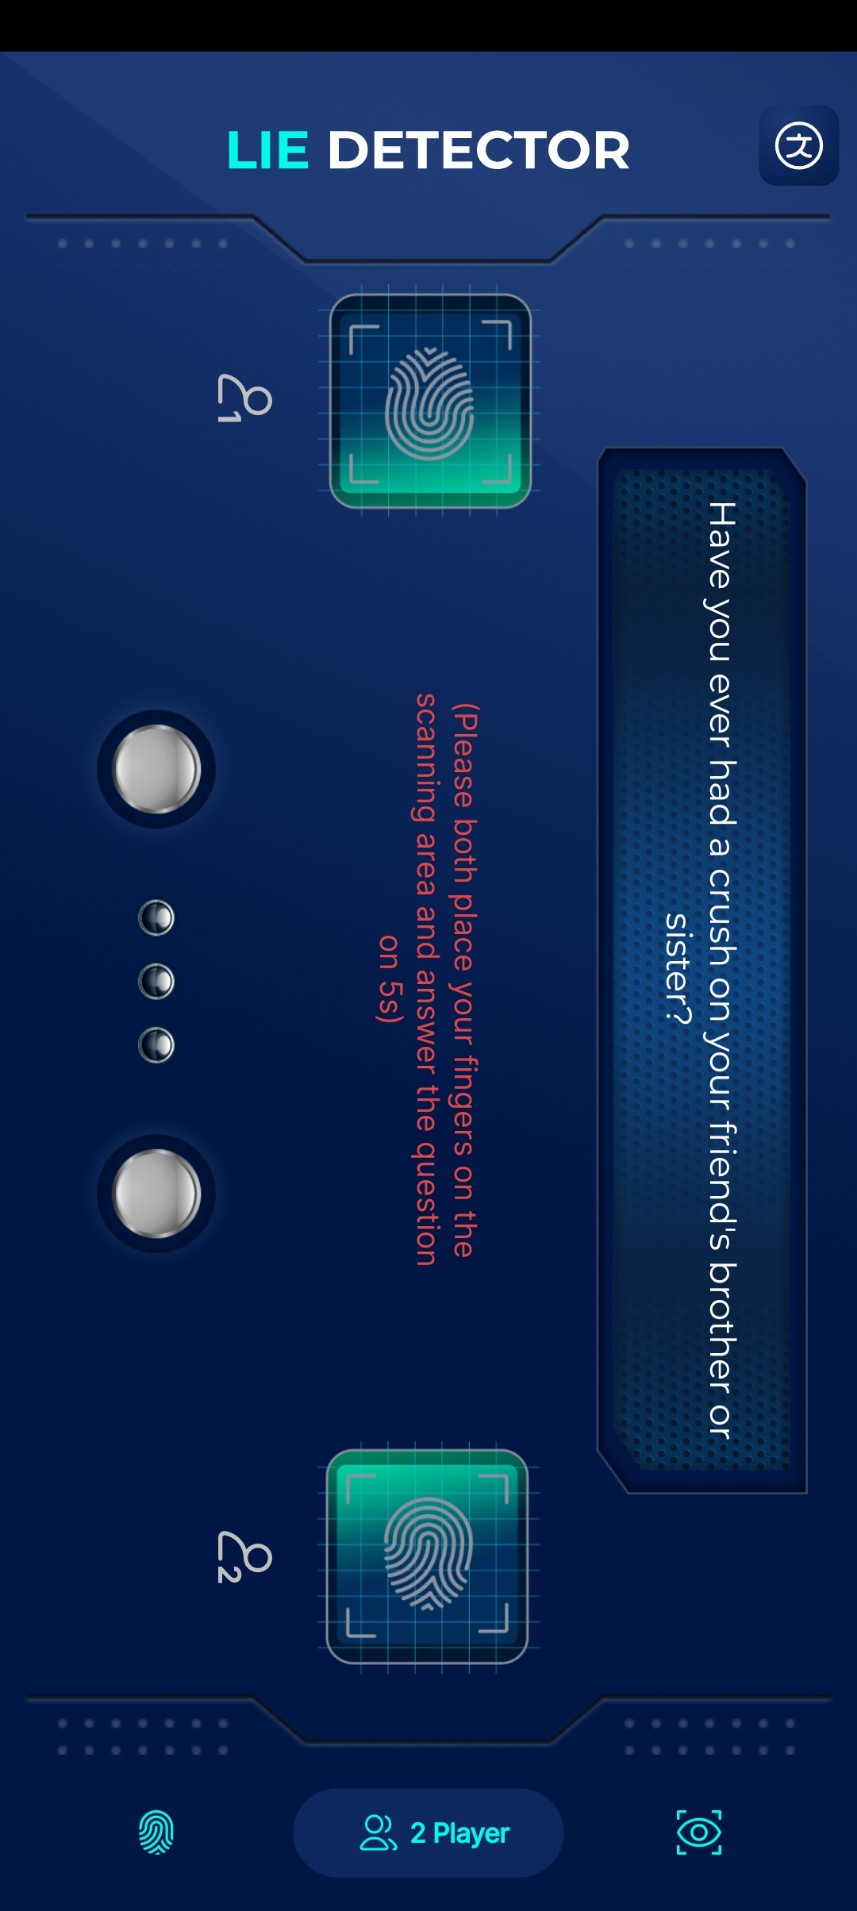 LIE DETECTOR
文
1
Have you ever had a crush on your friend's brother or
sister?
(Please both place your fingers on the
scanning area and answer the question
on 5s)
2
2 Player